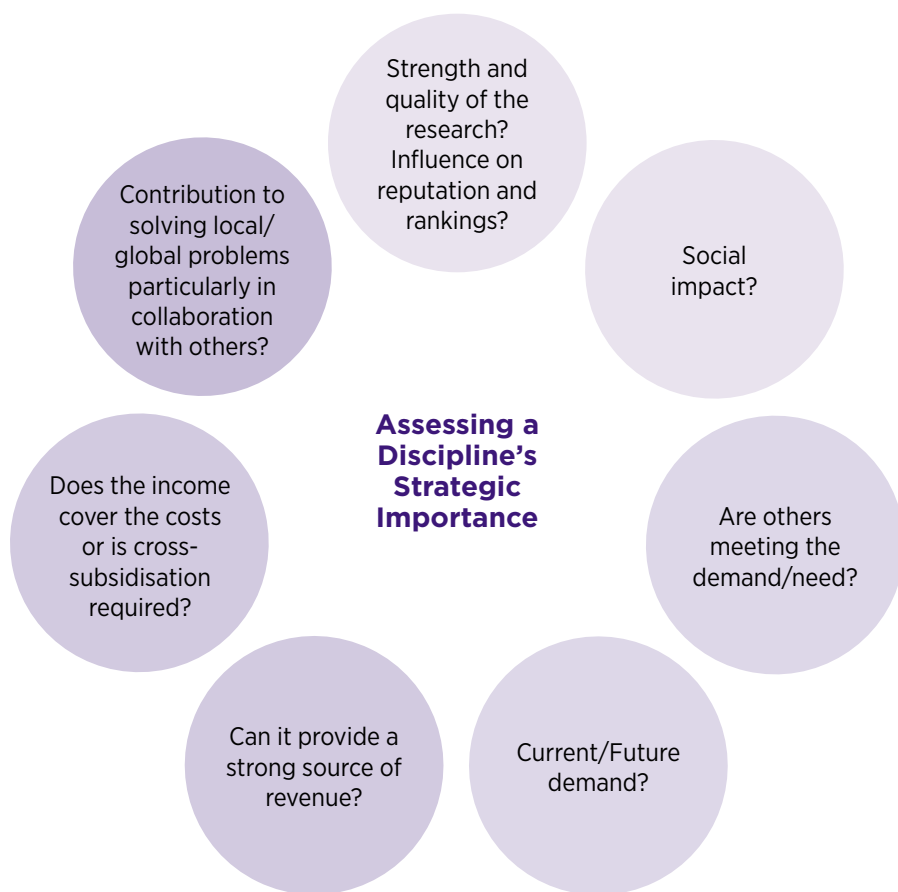 Strength and
quality of the
research?
Influence on
reputation and
rankings?
Social
impact?
Are others
meeting the
demand/need?
Current/Future
demand?
Can it provide a
strong source of
revenue?
Does the income
cover the costs
or is cross-
subsidisation
required?
Contribution to
solving local/
global problems
particularly in
collaboration
with others?
Assessing a
Discipline’s
Strategic
Importance